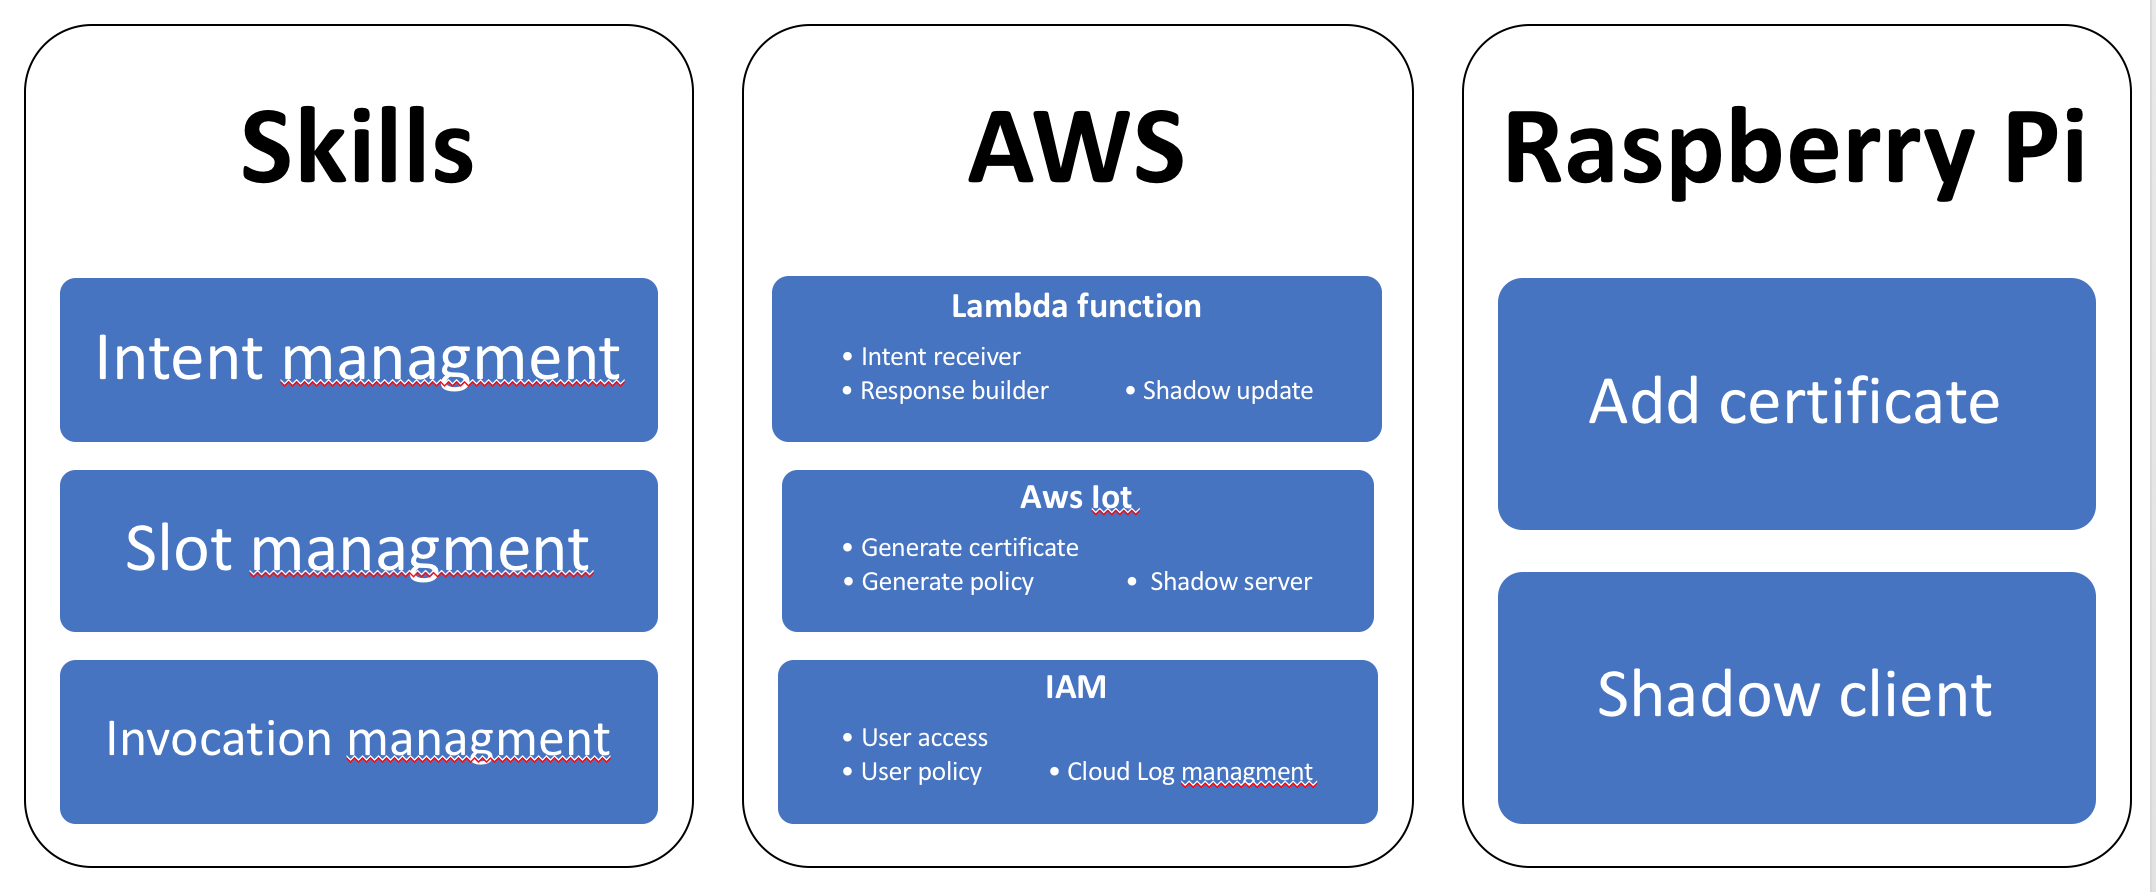 Skills
Intent managment
Slot managment
Invocation managment
AWS
Lambda function
• Intent receiver
• Response builder • Shadow update
Aws Iot
• Generate certificate
• Generate policy • Shadow server
IAM
• User access
• User policy • Cloud Log managment
Raspberry Pi
Add certificate
Shadow client